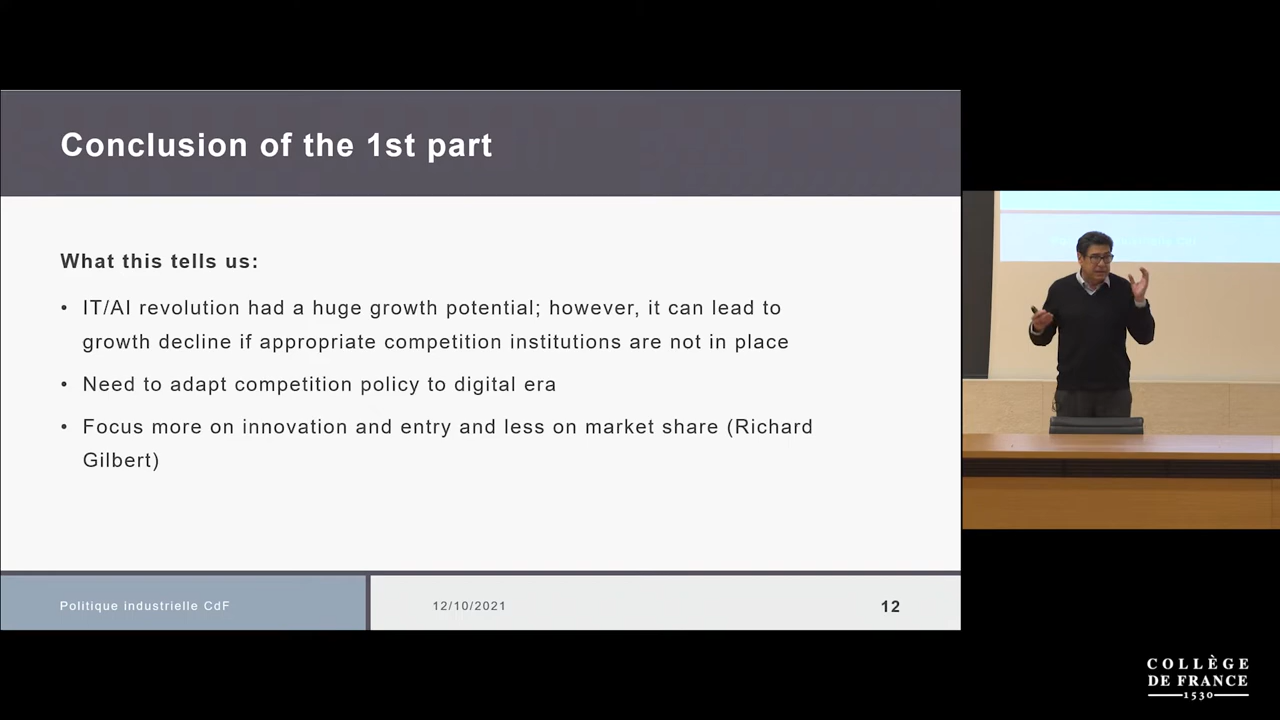 Conclusion of the 1st part
What this tells us:
• IT/AI revolution had a huge growth potential; however, it can lead to
growth decline if appropriate competition institutions are not in place
• Need to adapt competition policy to digital era
• Focus more on innovation and entry and less on market share (Richard
Gilbert)
Politique industrielle CdF
12/10/2021
12
COLLÈGE
DE FRANCE
1530